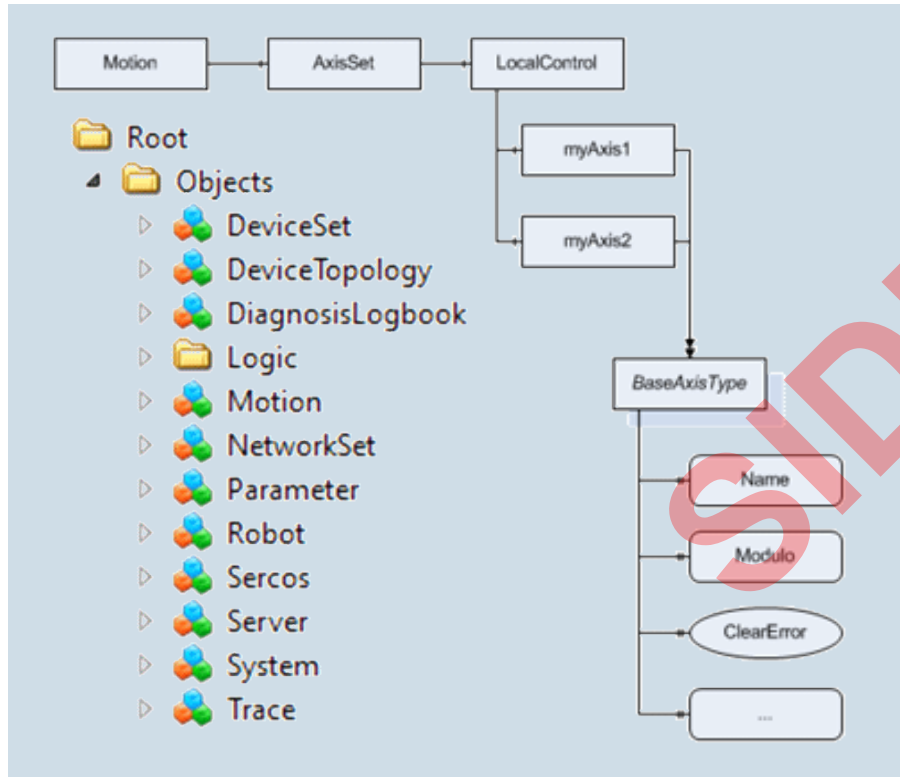 Motion
AxisSet
LocalControl
myAxis1
myAxis2
Root
Objects
DeviceSet
DeviceTopology
DiagnosisLogbook
Logic
Motion
NetworkSet
Parameter
Robot
Sercos
Server
System
Trace
BaseAxisType
Name
Modulo
ClearError
...